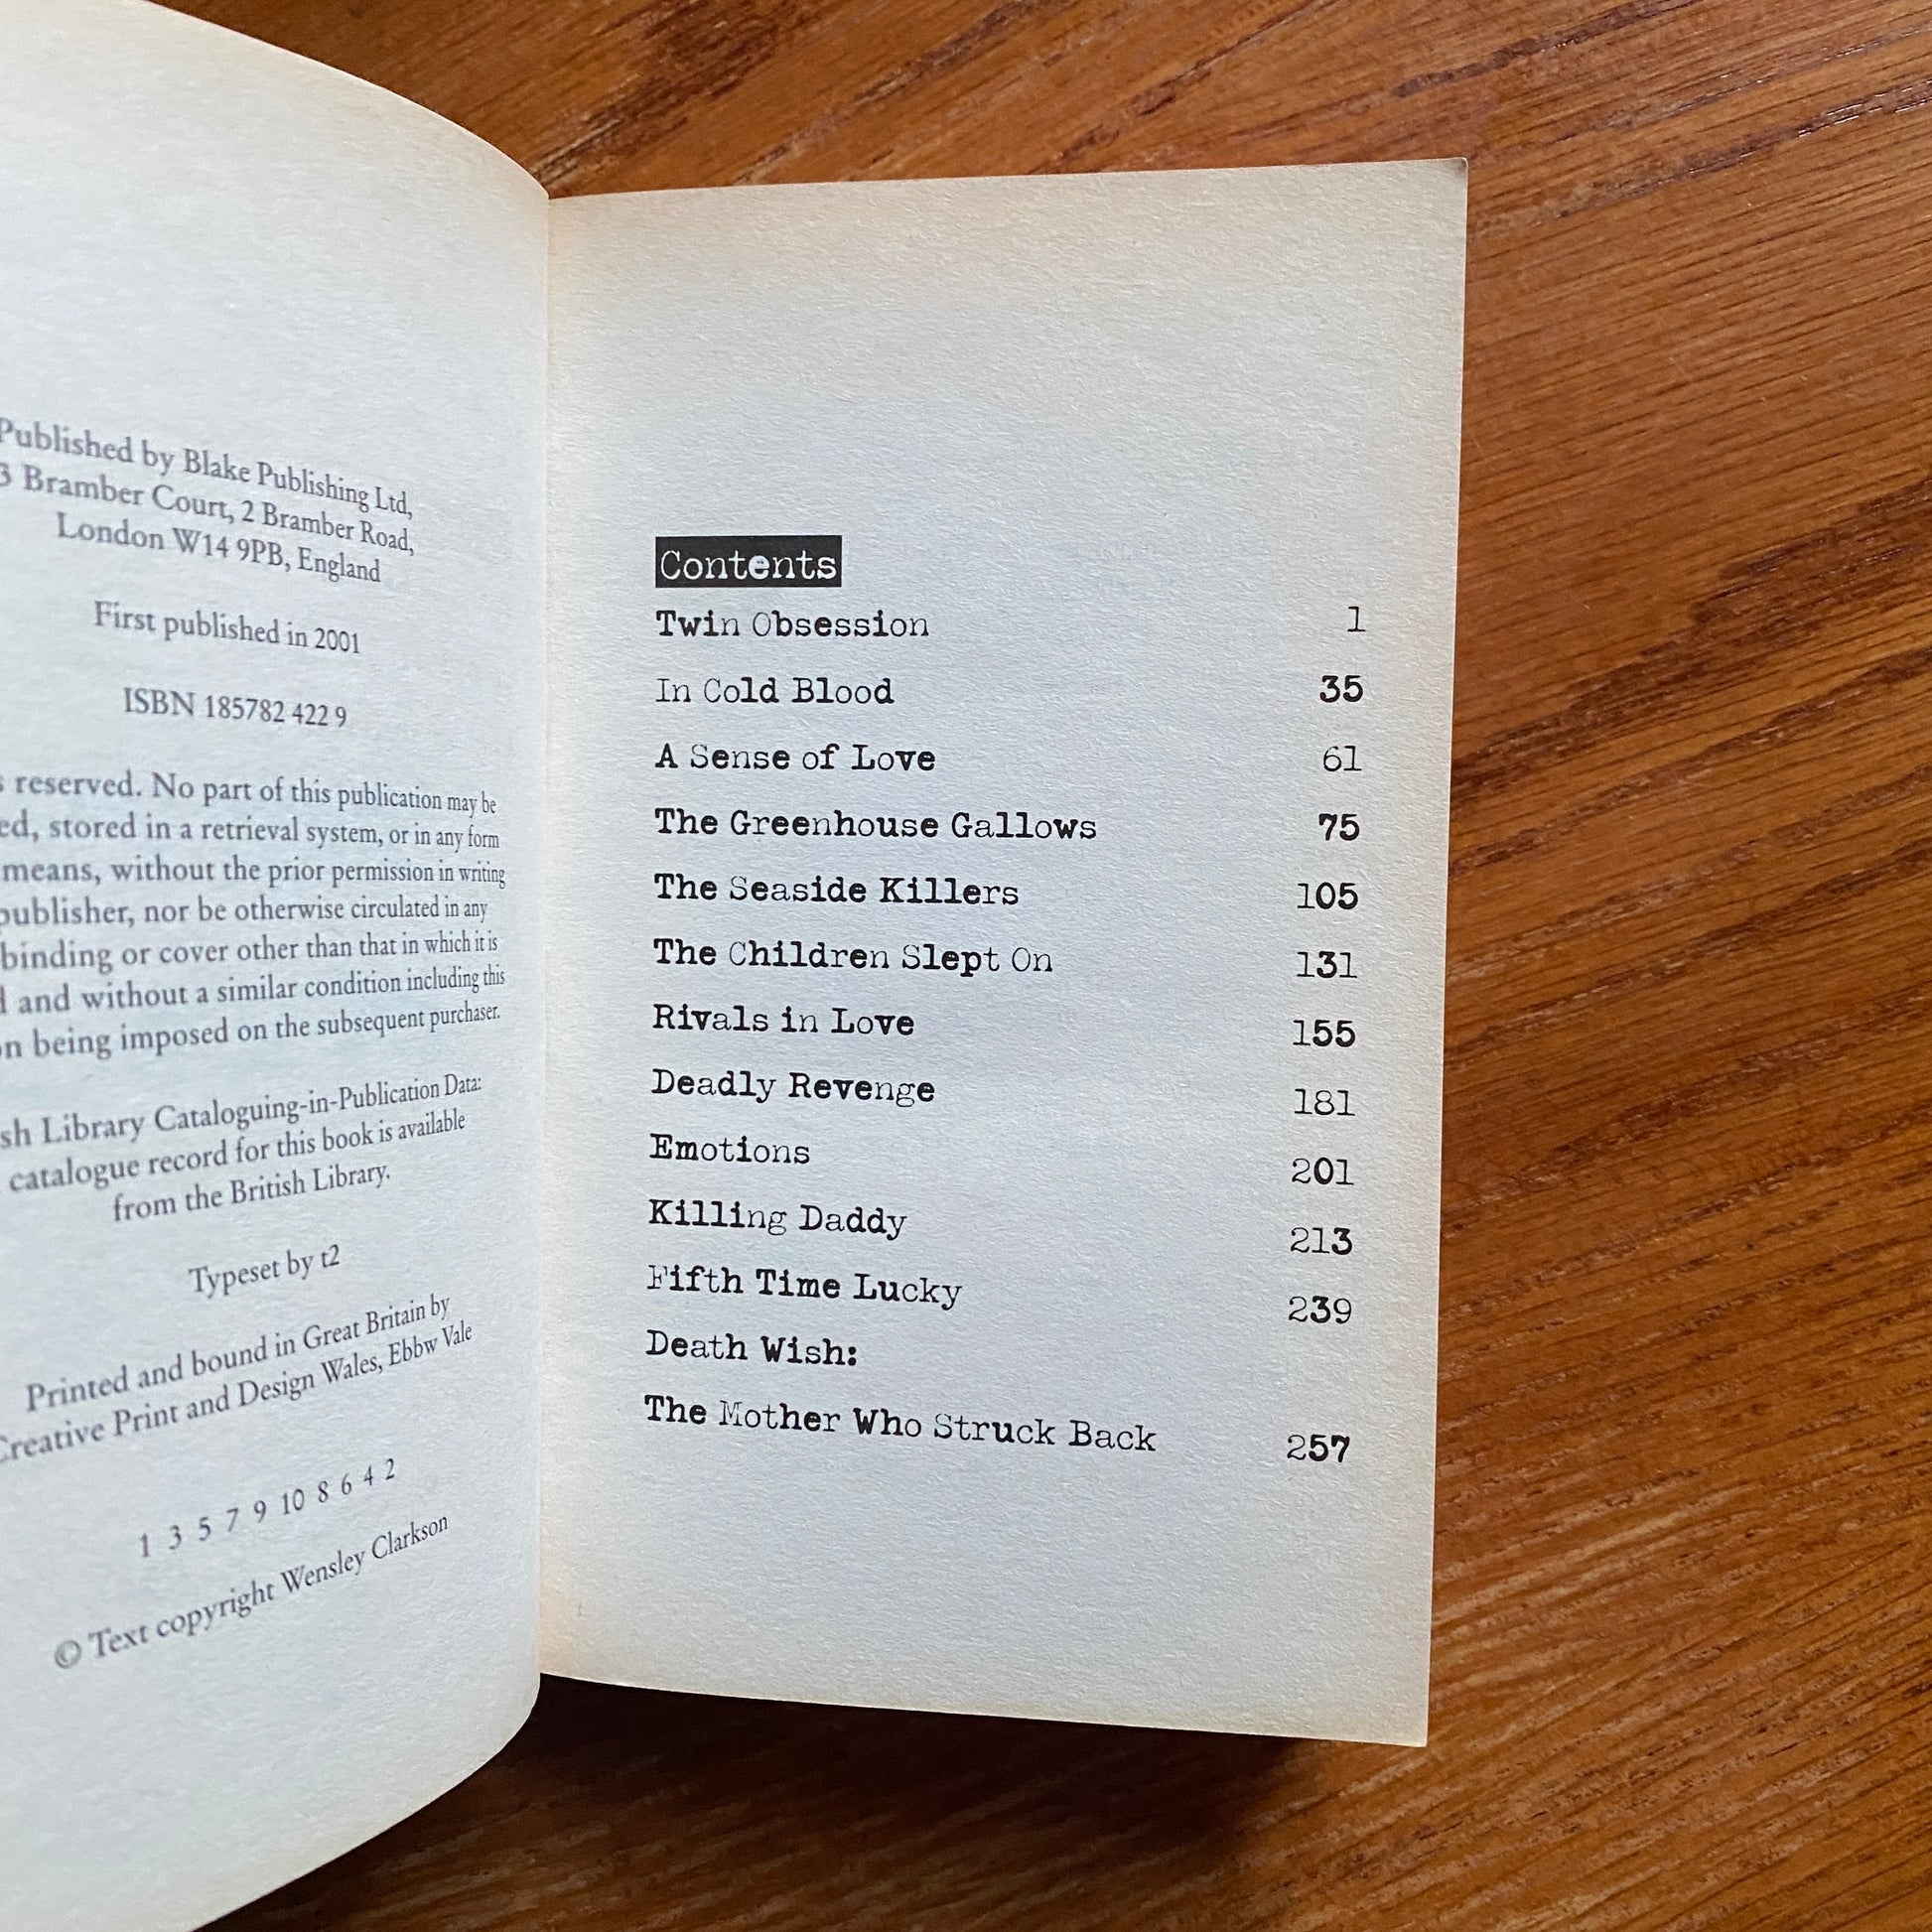 Published by Blake Publishing Ltd,
3 Bramber Court, 2 Bramber Road,
London W14 9PB, England
First published in 2001
ISBN 185782 422 9
reserved. No part of this publication may be
stored in a retrieval system, or in any form
means, without the prior permission in writing
publisher, nor be otherwise circulated in any
binding or cover other than that in which it is
and without a similar condition including this
being imposed on the subsequent purchaser.
Library Cataloguing-in-Publication Data:
catalogue record for this book is available
from the British Library.
Typeset by t2
Printed and bound in Great Britain by
Creative Print and Design Wales, Ebbw Vale
1 3 5 7 9 10 8 6 4 2
© Text copyright Wensley Clarkson
Contents
Twin Obsession 1
In Cold Blood 35
A Sense of Love 61
The Greenhouse Gallows 75
The Seaside Killers 105
The Children Slept On 131
Rivals in Love 155
Deadly Revenge 181
Emotions 201
Killing Daddy 213
Fifth Time Lucky 239
Death Wish:
The Mother Who Struck Back 257